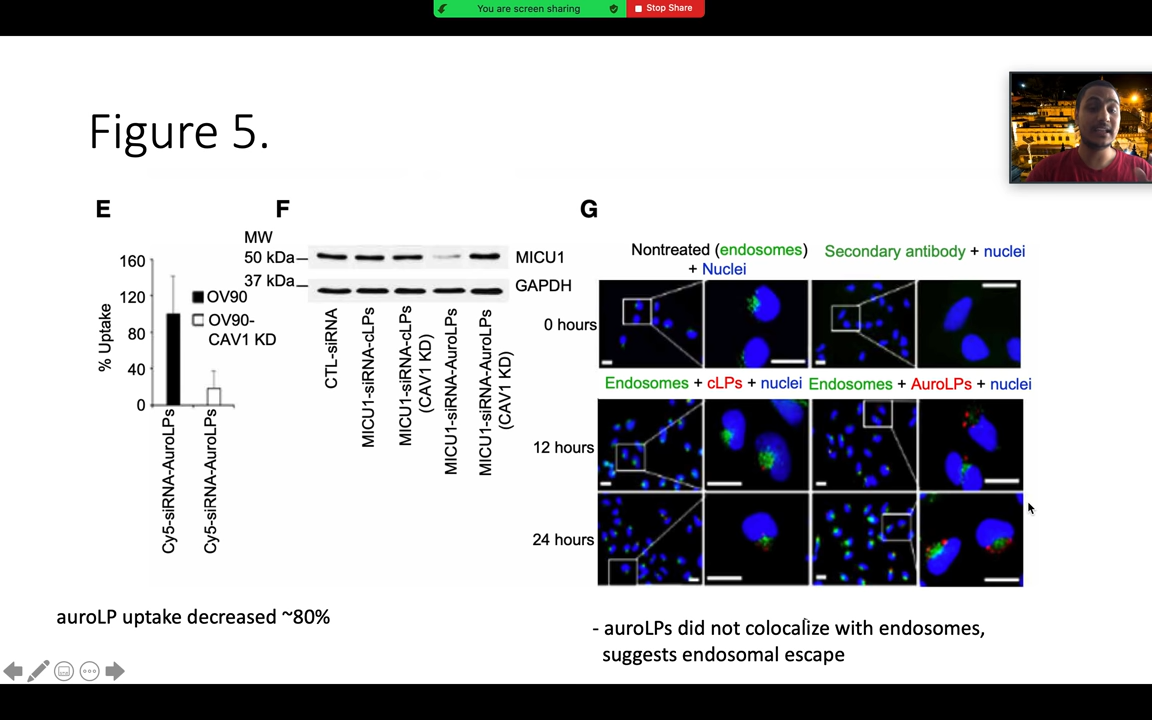 You are screen sharing
Stop Share
Figure 5.
E
% Uptake
160
120
80
40
0
OV90
OV90-
CAV1 KD
Cy5-siRNA-AuroLPs
Cy5-siRNA-AuroLPs
F
MW
50 kDa
37 kDa
MICU1
GAPDH
CTL-siRNA
MICU1-siRNA-cLPs
MICU1-siRNA-cLPs
(CAV1 KD)
MICU1-siRNA-AuroLPs
MICU1-siRNA-AuroLPs
(CAV1 KD)
G
Nontreated (endosomes)
+ Nuclei
Secondary antibody + nuclei
0 hours
Endosomes + cLPs + nuclei
Endosomes + AuroLPs + nuclei
12 hours
24 hours
auroLP uptake decreased ~80%
- auroLPs did not colocalize with endosomes,
suggests endosomal escape